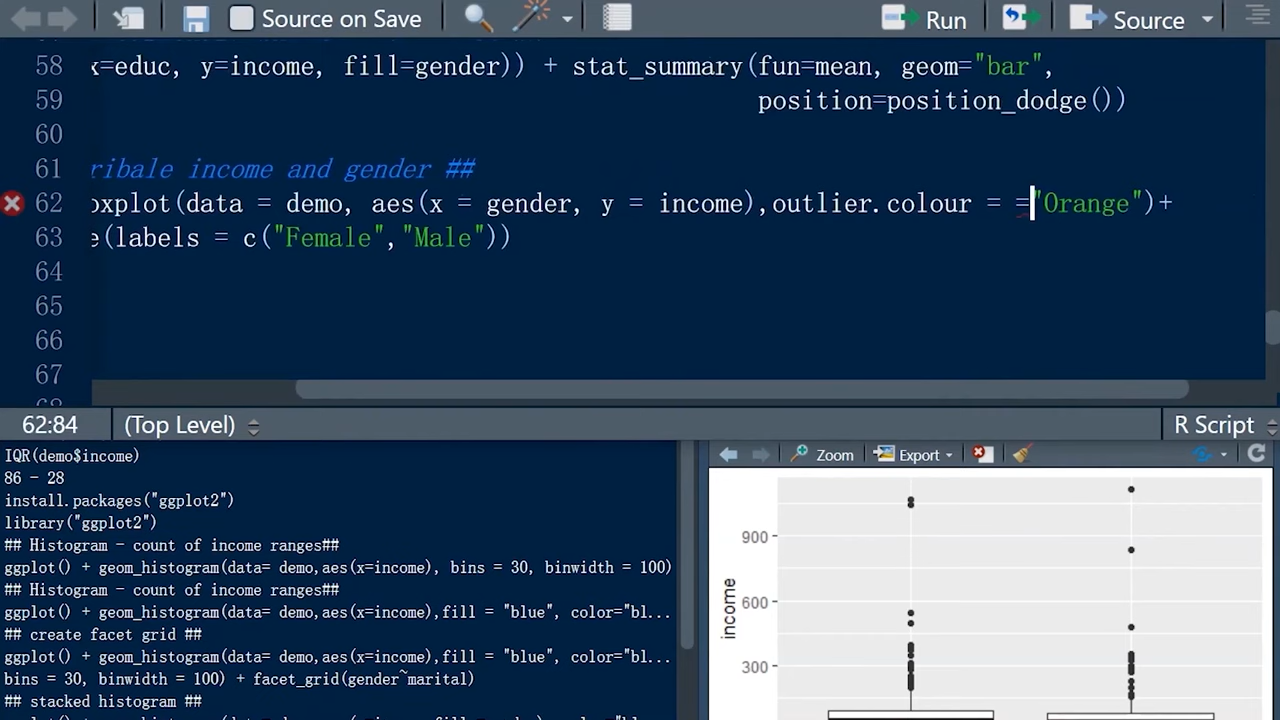 Source on Save
Run
Source
58 x=educ, y=income, fill=gender)) + stat_summary(fun=mean, geom="bar",
59 position=position_dodge())
60
61 ribale income and gender ##
62 oxplot(data = demo, aes(x = gender, y = income),outlier.colour = ="Orange")+
63 e(labels = c("Female","Male"))
64
65
66
67
62:84
(Top Level)
R Script
IQR(demo$income)
86 - 28
install.packages("ggplot2")
library("ggplot2")
## Histogram - count of income ranges##
ggplot() + geom_histogram(data= demo,aes(x=income), bins = 30, binwidth = 100)
## Histogram - count of income ranges##
ggplot() + geom_histogram(data= demo,aes(x=income),fill = "blue", color="bl...
## create facet grid ##
ggplot() + geom_histogram(data= demo,aes(x=income),fill = "blue", color="bl...
bins = 30, binwidth = 100) + facet_grid(gender~marital)
## stacked histogram ##
Zoom
Export
900
600
300
income